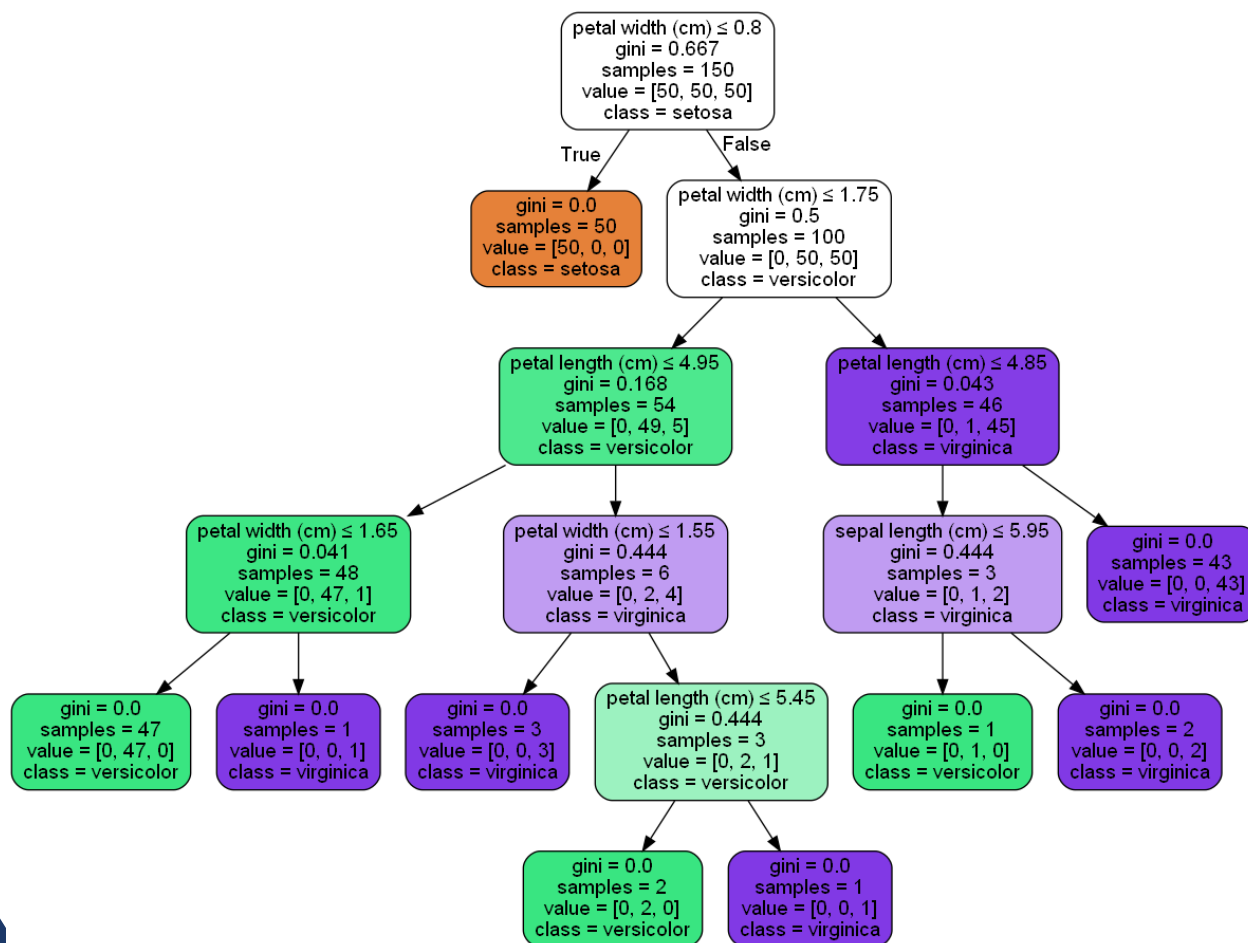 petal width (cm) ≤ 0.8
gini = 0.667
samples = 150
value = [50, 50, 50]
class = setosa
True
False
gini = 0.0
samples = 50
value = [50, 0, 0]
class = setosa
petal width (cm) ≤ 1.75
gini = 0.5
samples = 100
value = [0, 50, 50]
class = versicolor
petal length (cm) ≤ 4.95
gini = 0.168
samples = 54
value = [0, 49, 5]
class = versicolor
petal length (cm) ≤ 4.85
gini = 0.043
samples = 46
value = [0, 1, 45]
class = virginica
petal width (cm) ≤ 1.65
gini = 0.041
samples = 48
value = [0, 47, 1]
class = versicolor
petal width (cm) ≤ 1.55
gini = 0.444
samples = 6
value = [0, 2, 4]
class = virginica
sepal length (cm) ≤ 5.95
gini = 0.444
samples = 3
value = [0, 1, 2]
class = virginica
gini = 0.0
samples = 43
value = [0, 0, 43]
class = virginica
gini = 0.0
samples = 47
value = [0, 47, 0]
class = versicolor
gini = 0.0
samples = 1
value = [0, 0, 1]
class = virginica
gini = 0.0
samples = 3
value = [0, 0, 3]
class = virginica
petal length (cm) ≤ 5.45
gini = 0.444
samples = 3
value = [0, 2, 1]
class = versicolor
gini = 0.0
samples = 1
value = [0, 1, 0]
class = versicolor
gini = 0.0
samples = 2
value = [0, 0, 2]
class = virginica
gini = 0.0
samples = 2
value = [0, 2, 0]
class = versicolor
gini = 0.0
samples = 1
value = [0, 0, 1]
class = virginica